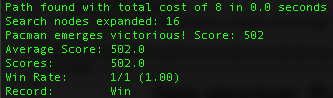 Path found with total cost of 8 in 0.0 seconds
Search nodes expanded: 16
Pacman emerges victorious! Score: 502
Average Score: 502.0
Scores:        502.0
Win Rate:      1/1 (1.00)
Record:        Win